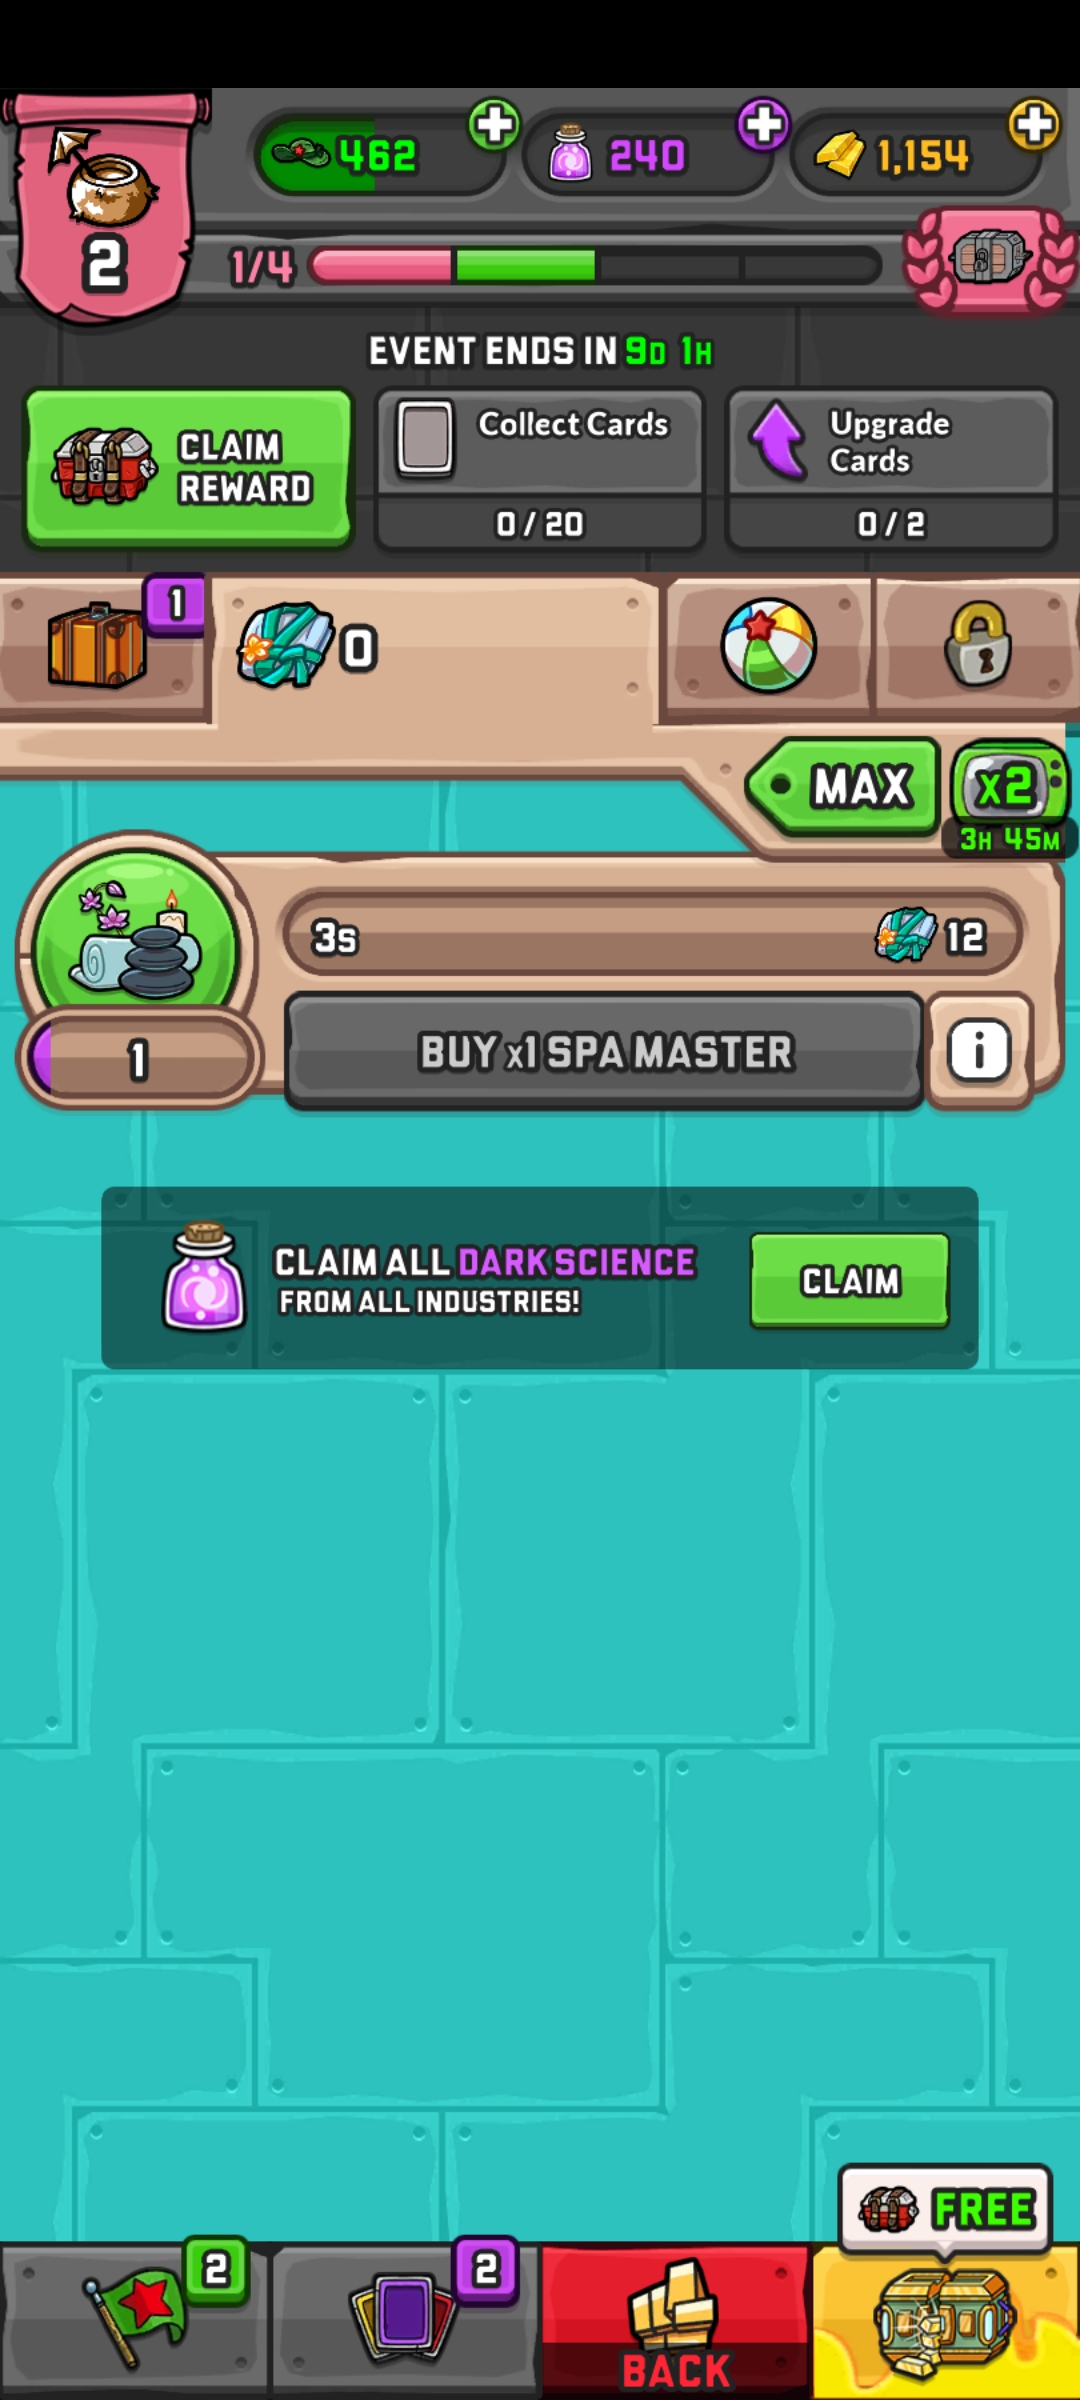 462
240
1,154
2
1/4
EVENT ENDS IN 9D 1H
CLAIM
REWARD
Collect Cards
0 / 20
Upgrade
Cards
0 / 2
1
0
MAX
x2
3H 45M
3s
12
1
BUY x1 SPA MASTER
i
CLAIM ALL DARK SCIENCE
FROM ALL INDUSTRIES!
CLAIM
FREE
2
2
BACK